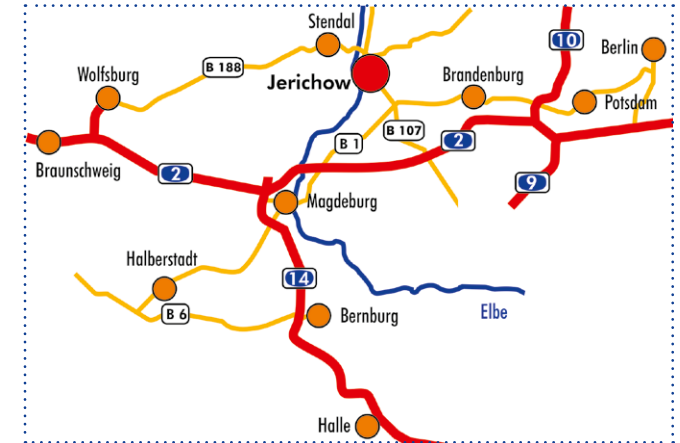 Stendal
10
Berlin
B 188
Wolfsburg
Jerichow
Brandenburg
Potsdam
B 107
B 1
2
Braunschweig
2
9
Magdeburg
Halberstadt
14
B 6
Bernburg
Elbe
Halle